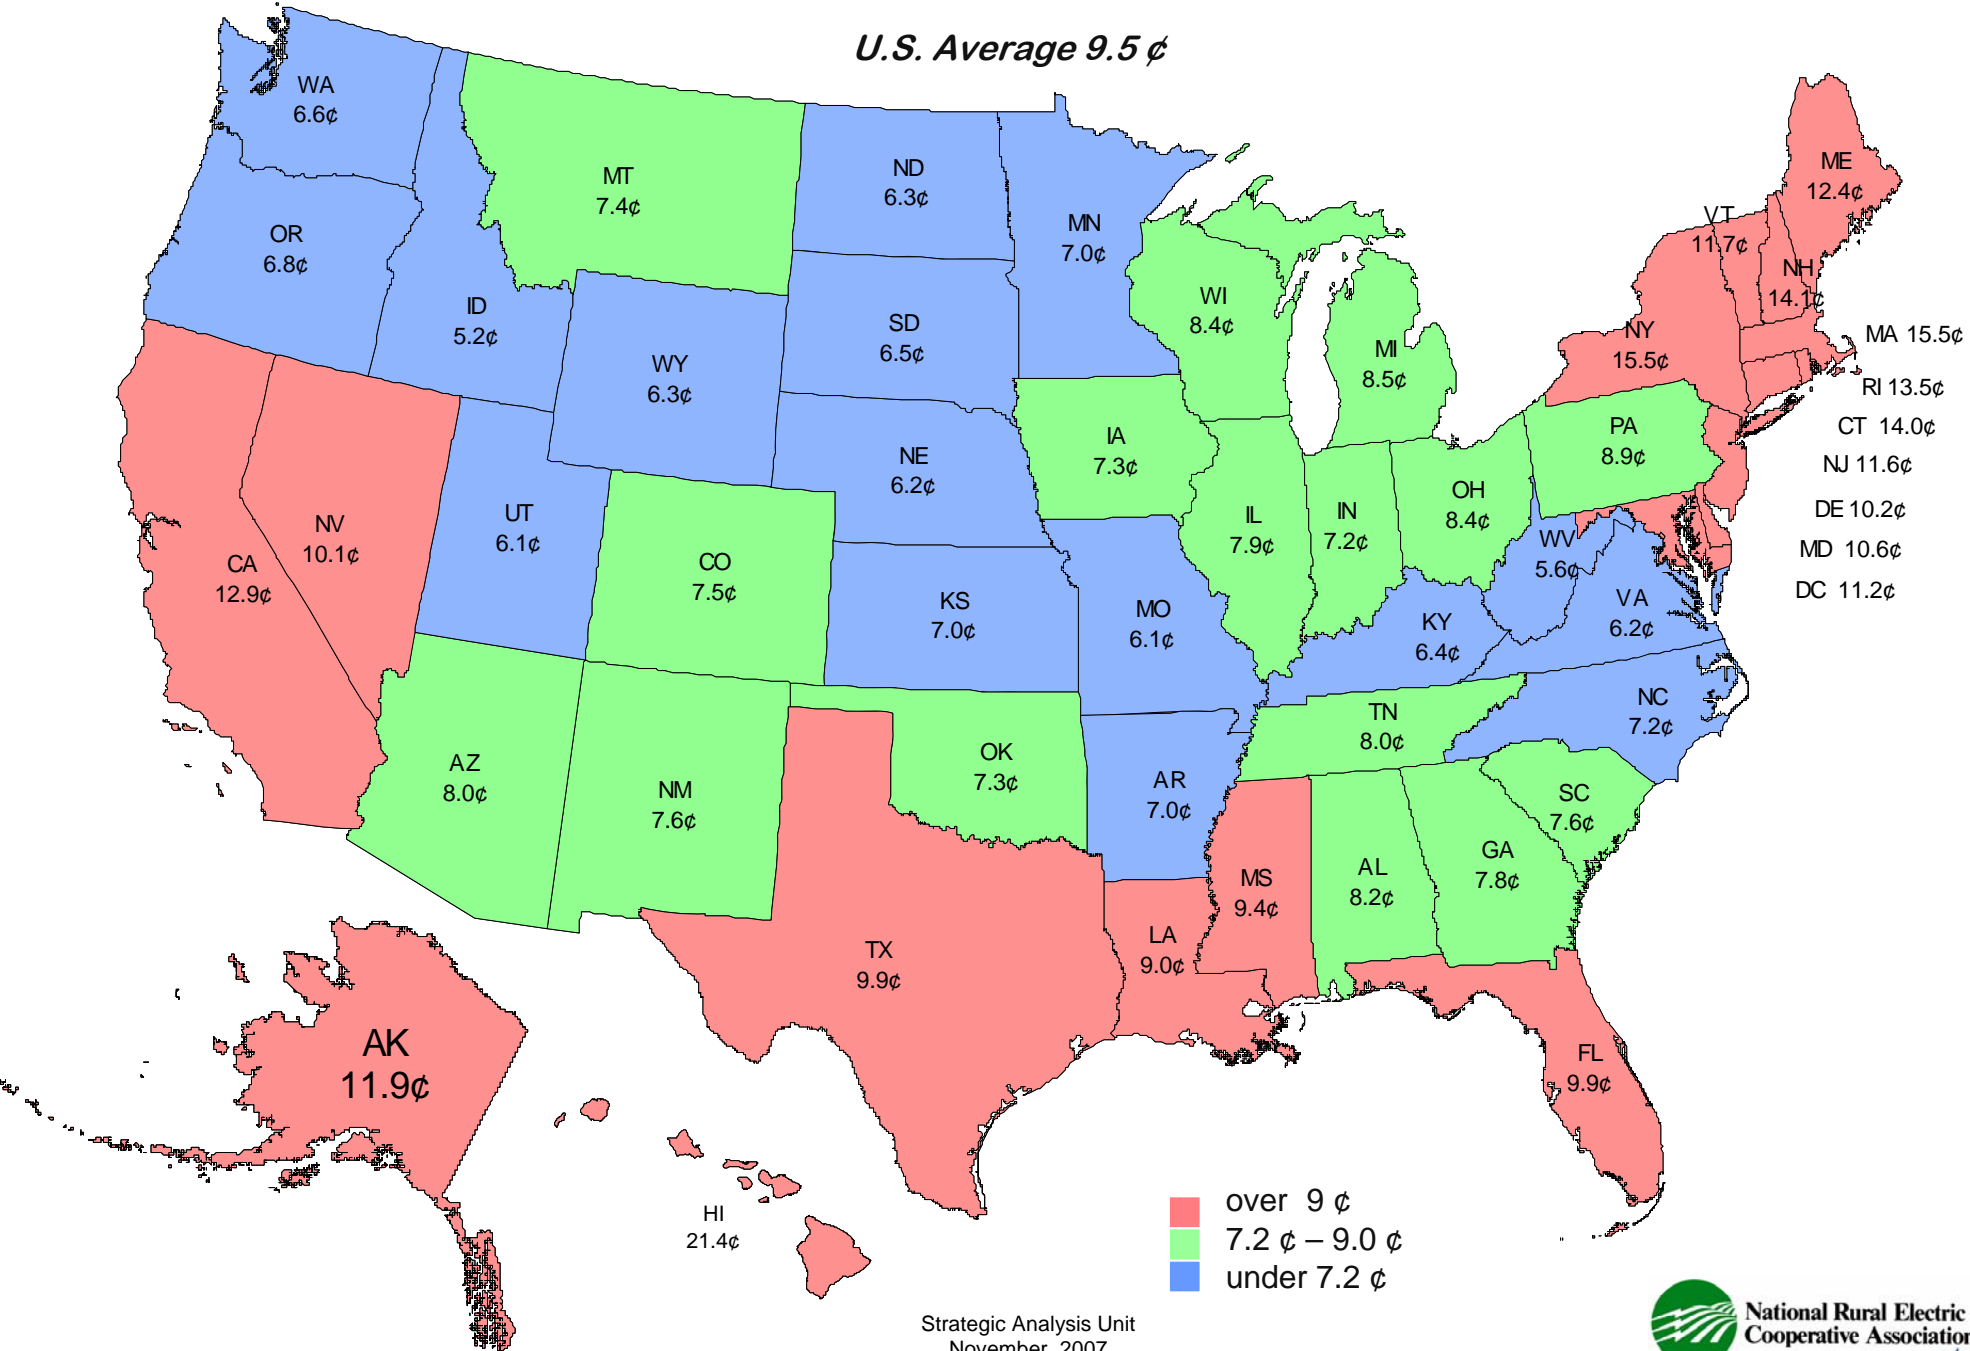 U.S. Average 9.5 ¢
WA
6.6¢
OR
6.8¢
ID
5.2¢
MT
7.4¢
ND
6.3¢
MN
7.0¢
SD
6.5¢
WY
6.3¢
WI
8.4¢
MI
8.5¢
ME
12.4¢
VT
11.7¢
NH
14.1¢
NY
15.5¢
MA 15.5¢
RI 13.5¢
CT 14.0¢
NJ 11.6¢
DE 10.2¢
MD 10.6¢
DC 11.2¢
PA
8.9¢
IA
7.3¢
NE
6.2¢
NV
10.1¢
UT
6.1¢
CA
12.9¢
CO
7.5¢
KS
7.0¢
MO
6.1¢
IL
7.9¢
IN
7.2¢
OH
8.4¢
WV
5.6¢
VA
6.2¢
KY
6.4¢
NC
7.2¢
TN
8.0¢
AZ
8.0¢
NM
7.6¢
OK
7.3¢
AR
7.0¢
SC
7.6¢
GA
7.8¢
AL
8.2¢
MS
9.4¢
LA
9.0¢
TX
9.9¢
FL
9.9¢
AK
11.9¢
HI
21.4¢
over 9 ¢
7.2 ¢ – 9.0 ¢
under 7.2 ¢
Strategic Analysis Unit
November, 2007
National Rural Electric
Cooperative Association